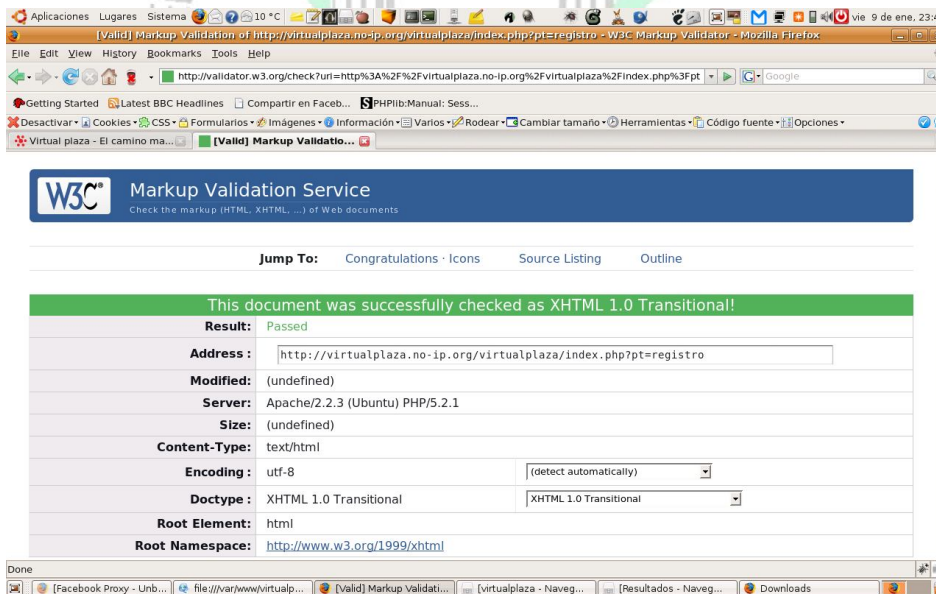 Aplicaciones Lugares Sistema 10 °C vie 9 de ene, 23:4
[Valid] Markup Validation of http://virtualplaza.no-ip.org/virtualplaza/index.php?pt=registro - W3C Markup Validator - Mozilla Firefox
File Edit View History Bookmarks Tools Help
http://validator.w3.org/check?uri=http%3A%2F%2Fvirtualplaza.no-ip.org%2Fvirtualplaza%2Findex.php%3Fpt G Google
Getting Started Latest BBC Headlines Compartir en Faceb... PHPlib:Manual: Sess...
Desactivar Cookies CSS Formularios Imágenes Información Varios Rodear Cambiar tamaño Herramientas Código fuente Opciones
Virtual plaza - El camino ma... [Valid] Markup Validatio...
W3C® Markup Validation Service
Check the markup (HTML, XHTML, ...) of Web documents
Jump To: Congratulations · Icons Source Listing Outline
This document was successfully checked as XHTML 1.0 Transitional!
Result: Passed
Address : http://virtualplaza.no-ip.org/virtualplaza/index.php?pt=registro
Modified: (undefined)
Server: Apache/2.2.3 (Ubuntu) PHP/5.2.1
Size: (undefined)
Content-Type: text/html
Encoding : utf-8 (detect automatically)
Doctype : XHTML 1.0 Transitional XHTML 1.0 Transitional
Root Element: html
Root Namespace: http://www.w3.org/1999/xhtml
Done
[Facebook Proxy - Unb... file:///var/www/virtualp... [Valid] Markup Validati... [virtualplaza - Naveg... [Resultados - Naveg... Downloads